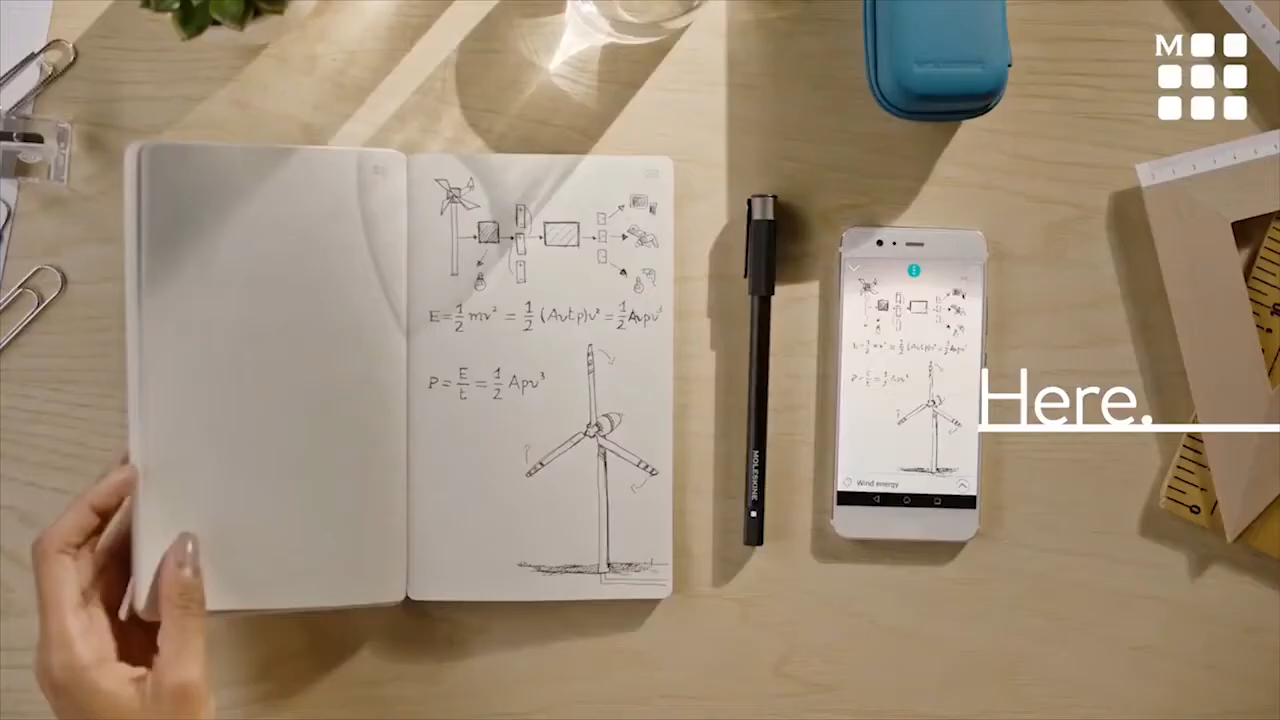 M
E = 1/2 mv² = 1/2 (Avtρ)v² = 1/2 Aρv³
P = E/t = 1/2 Aρv³
MOLESKINE
Here.
Wind energy